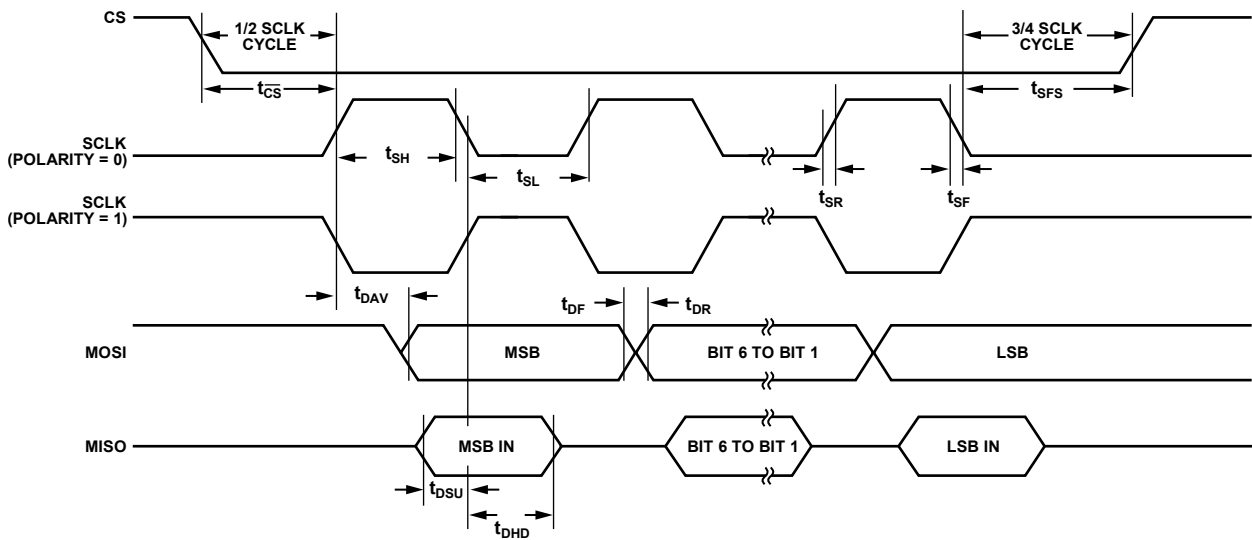 CS
1/2 SCLK
CYCLE
3/4 SCLK
CYCLE
tCS
tSFS
SCLK
(POLARITY = 0)
tSH
tSL
tSR
tSF
SCLK
(POLARITY = 1)
tDAV
tDF
tDR
MOSI
MSB
BIT 6 TO BIT 1
LSB
MISO
MSB IN
BIT 6 TO BIT 1
LSB IN
tDSU
tDHD